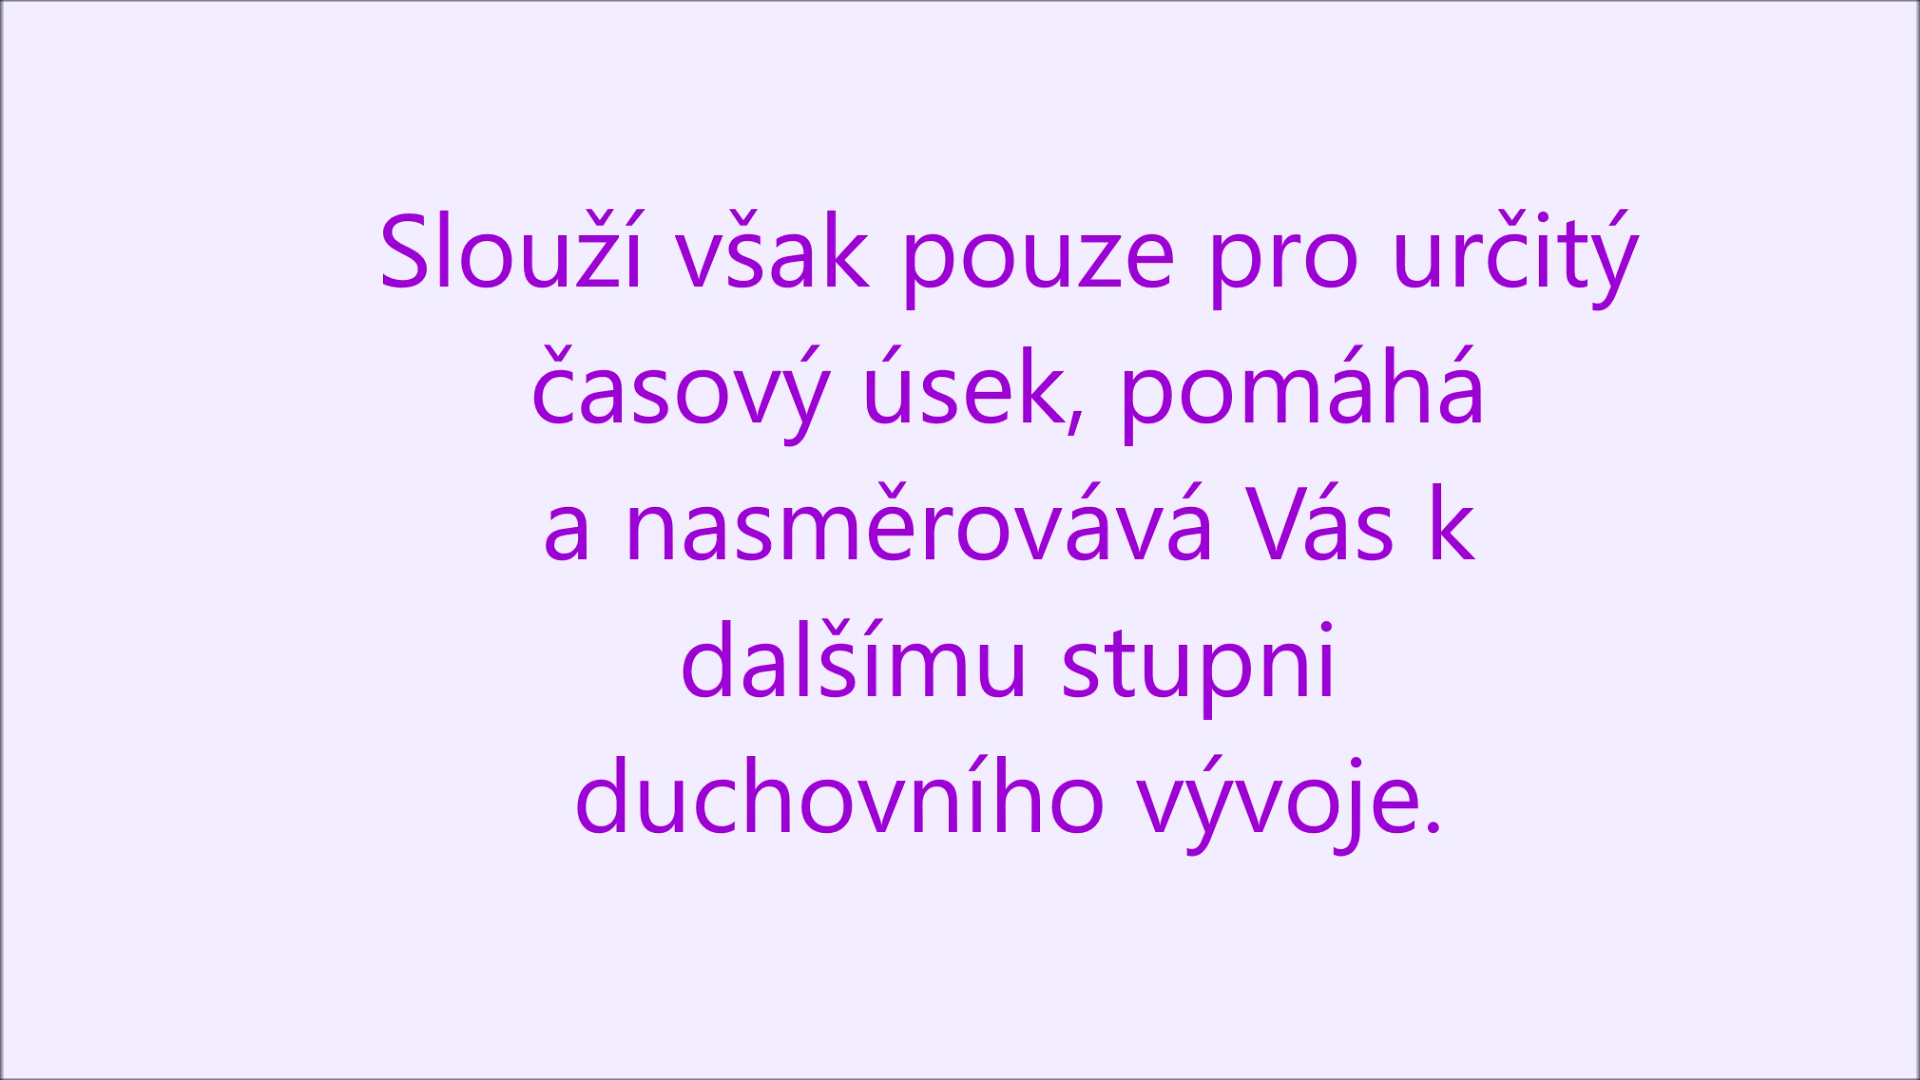 Slouží však pouze pro určitý
časový úsek, pomáhá
a nasměrovává Vás k
dalšímu stupni
duchovního vývoje.